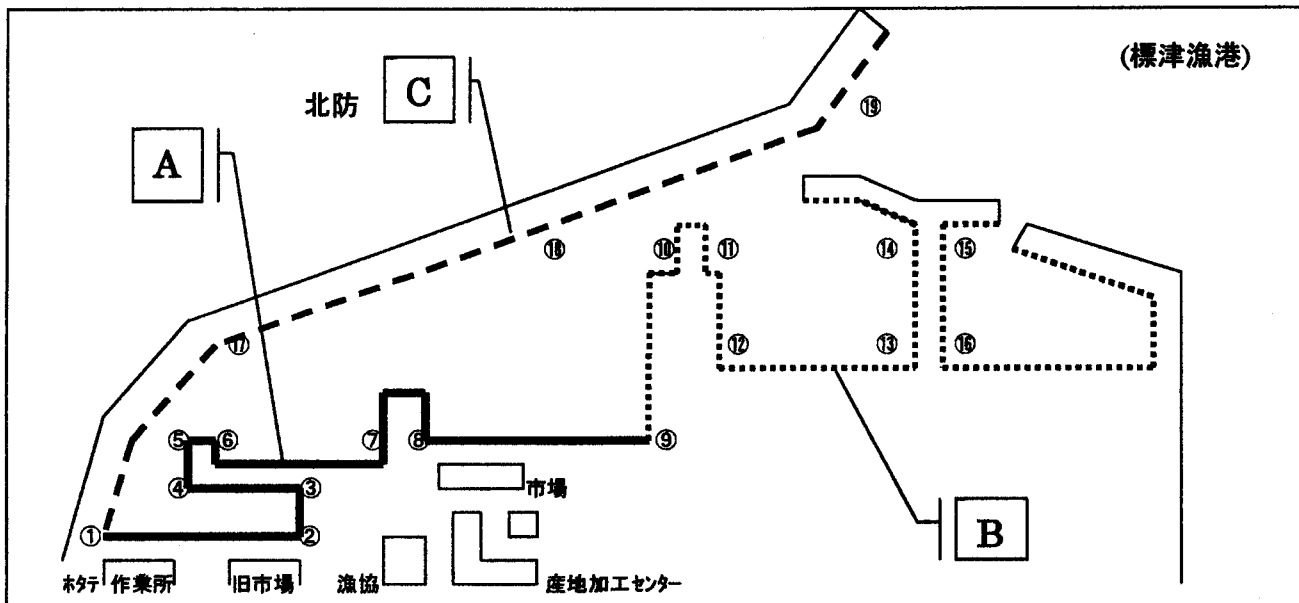 (標津漁港)
北防
C
A
B
⑲
⑱
⑩
⑪
⑭
⑮
⑰
⑫
⑬
⑯
⑤
⑥
⑦
⑧
⑨
④
③
①
②
市場
ホタテ 作業所
旧市場
漁協
産地加工センター